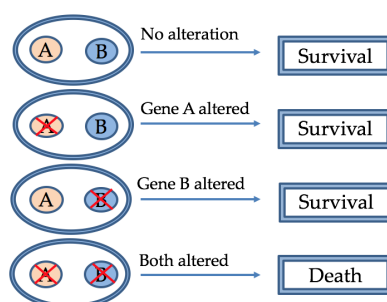 No alteration
A B Survival
Gene A altered
A B Survival
Gene B altered
A B Survival
Both altered
A B Death